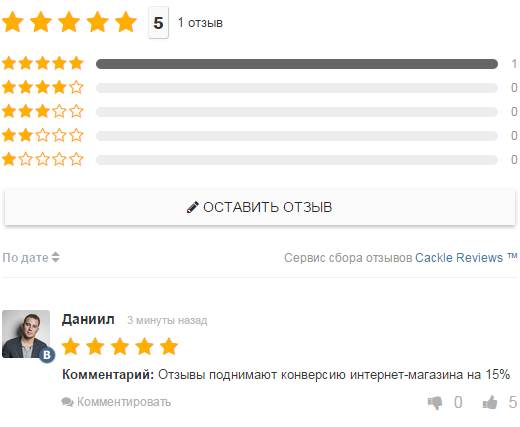 5 1 отзыв
1
0
0
0
0
ОСТАВИТЬ ОТЗЫВ
По дате Сервис сбора отзывов Cackle Reviews ™
Даниил 3 минуты назад
B
Комментарий: Отзывы поднимают конверсию интернет-магазина на 15%
Комментировать 0 5